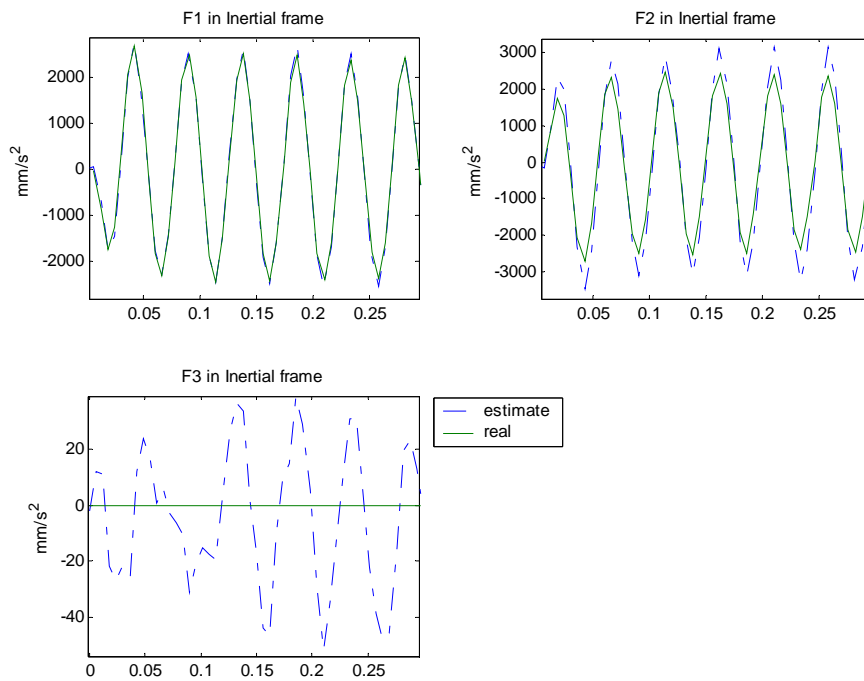 F1 in Inertial frame
mm/s²
2000
1000
0
-1000
-2000
0.05 0.1 0.15 0.2 0.25
F2 in Inertial frame
mm/s²
3000
2000
1000
0
-1000
-2000
-3000
0.05 0.1 0.15 0.2 0.25
F3 in Inertial frame
mm/s²
20
0
-20
-40
0 0.05 0.1 0.15 0.2 0.25
estimate
real